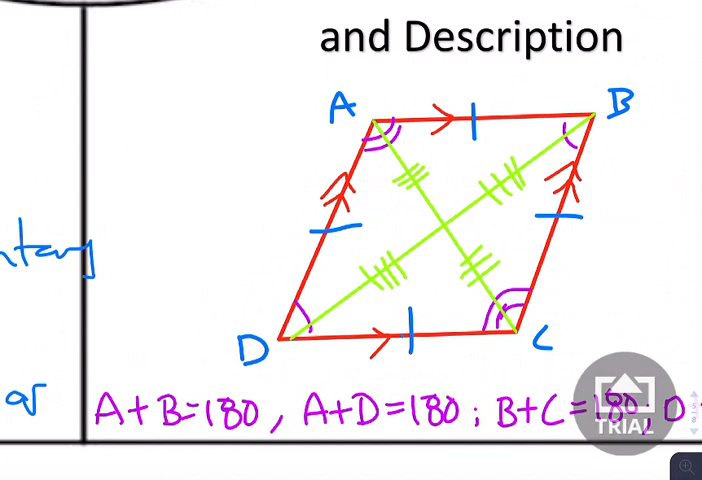 and Description
A B
D C
A+B=180, A+D=180; B+C=180; D
TRIAL